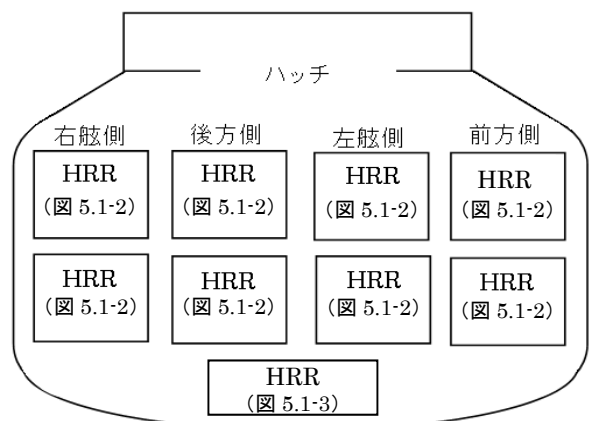 ハッチ
右舷側 後方側 左舷側 前方側
HRR HRR HRR HRR
（図 5.1-2） （図 5.1-2） （図 5.1-2） （図 5.1-2）
HRR HRR HRR HRR
（図 5.1-2） （図 5.1-2） （図 5.1-2） （図 5.1-2）
HRR
（図 5.1-3）